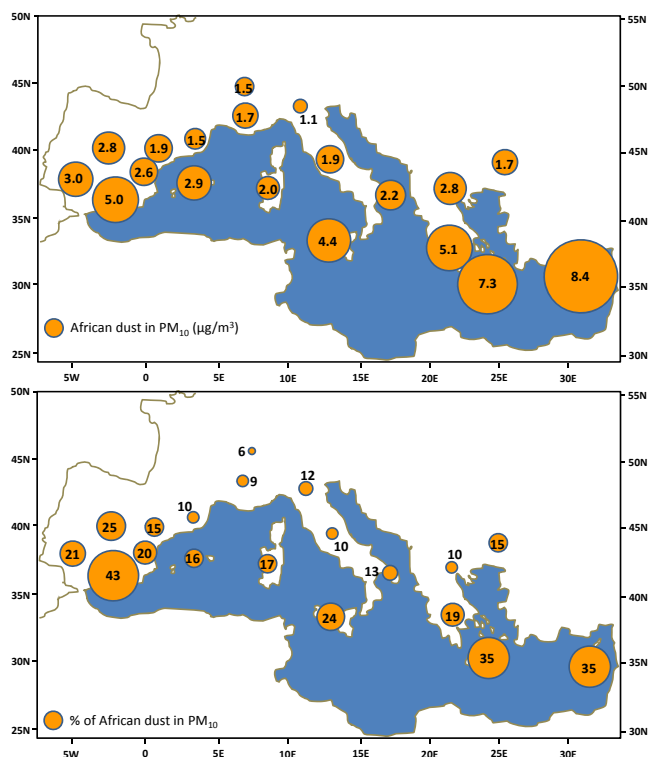 50N
55N
45N
50N
40N
45N
35N
40N
30N
35N
25N
30N
1.5
1.7
1.1
1.5
1.9
2.8
2.6
3.0
5.0
2.9
2.0
1.9
2.2
2.8
1.7
4.4
5.1
7.3
8.4
African dust in PM10 (µg/m³)
5W 0 5E 10E 15E 20E 25E 30E
50N
55N
45N
50N
40N
45N
35N
40N
30N
35N
25N
30N
6
9
12
10
25
15
21
20
43
16
17
10
13
10
15
24
19
35
35
% of African dust in PM10
5W 0 5E 10E 15E 20E 25E 30E